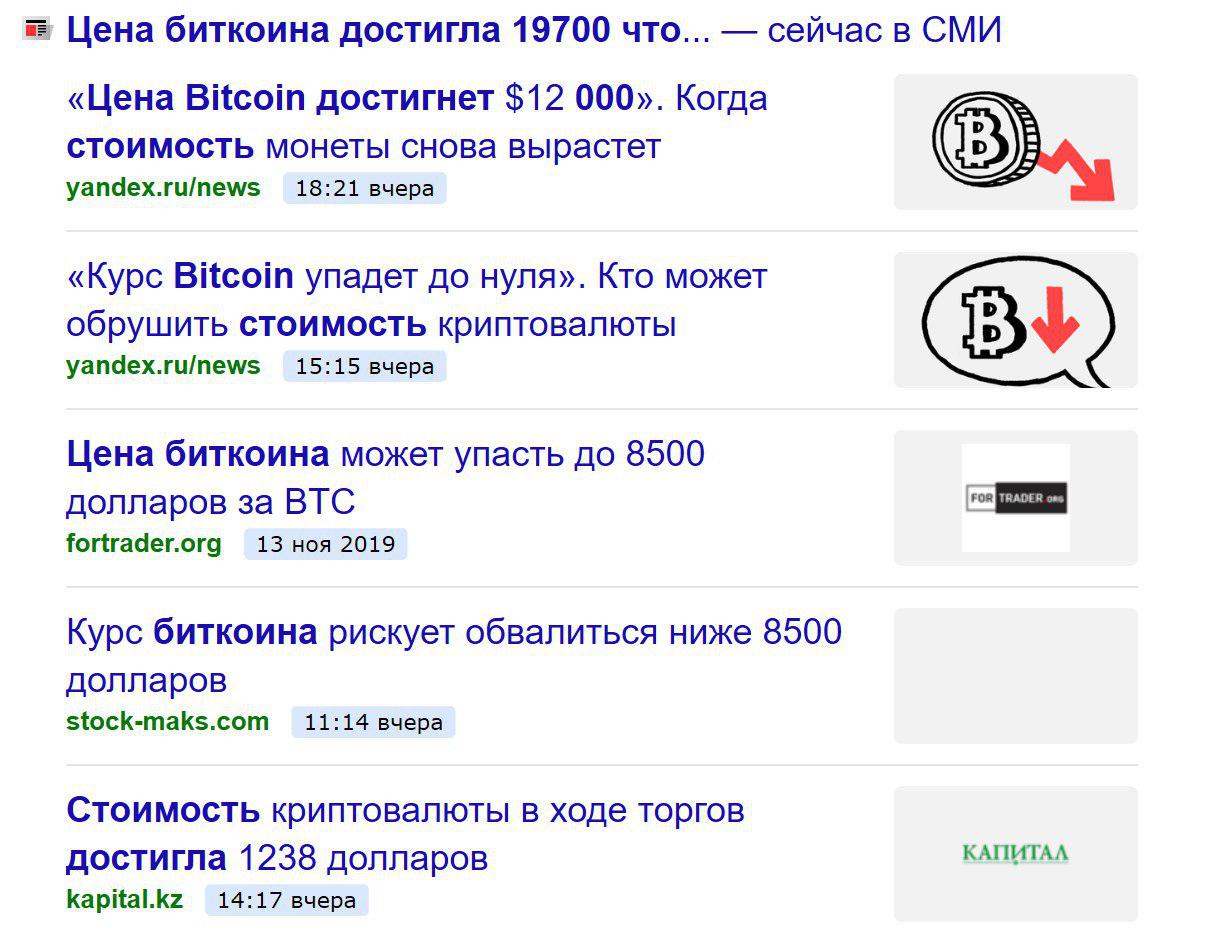 Цена биткоина достигла 19700 что... — сейчас в СМИ
«Цена Bitcoin достигнет $12 000». Когда
стоимость монеты снова вырастет
yandex.ru/news 18:21 вчера
«Курс Bitcoin упадет до нуля». Кто может
обрушить стоимость криптовалюты
yandex.ru/news 15:15 вчера
Цена биткоина может упасть до 8500
долларов за BTC
fortrader.org 13 ноя 2019
FOR TRADER.ORG
Курс биткоина рискует обвалиться ниже 8500
долларов
stock-maks.com 11:14 вчера
Стоимость криптовалюты в ходе торгов
достигла 1238 долларов
kapital.kz 14:17 вчера
КАПИТАЛ